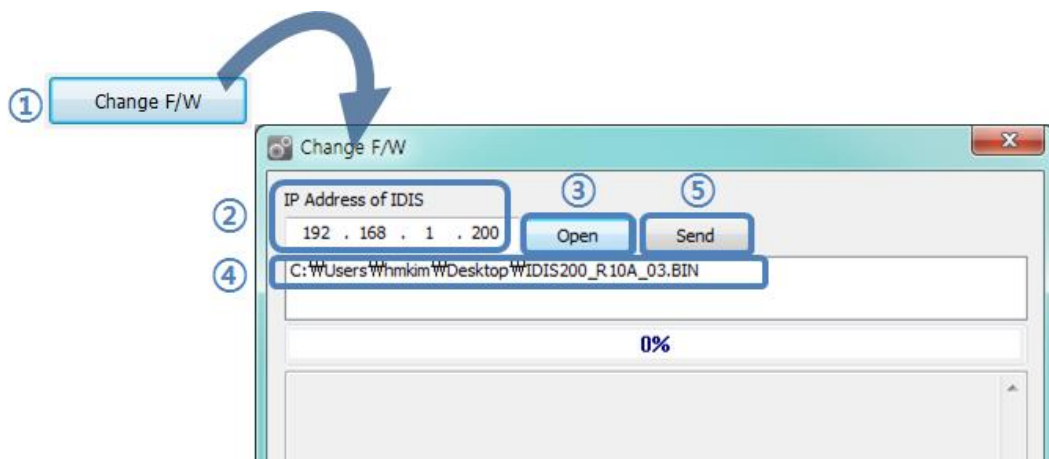 ① Change F/W
Change F/W
② IP Address of IDIS
192 . 168 . 1 . 200
③ Open
⑤ Send
④ C:₩Users₩hmkim₩Desktop₩IDIS200_R10A_03.BIN
0%